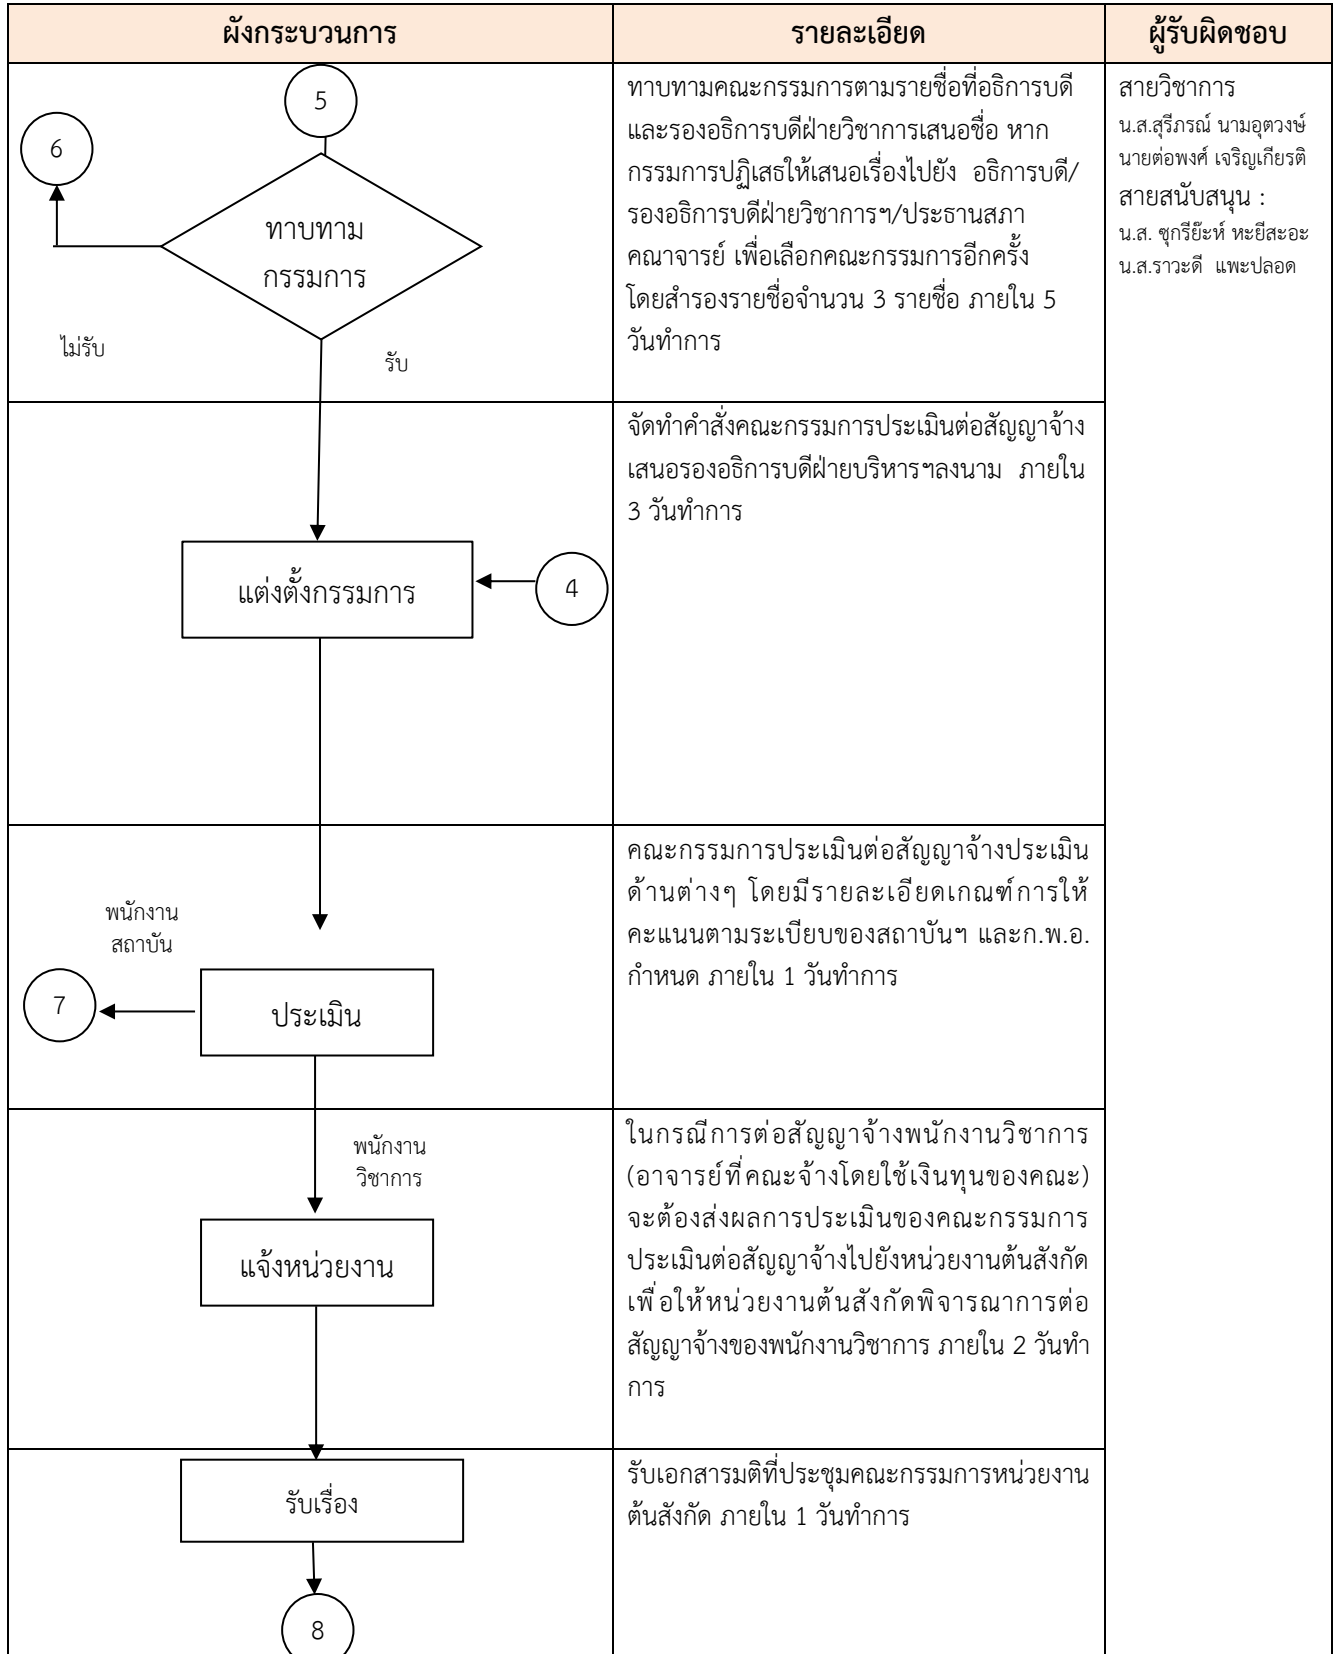 ผังกระบวนการ
รายละเอียด
ผู้รับผิดชอบ
5
6
ทาบทาม
กรรมการ
ไม่รับ
รับ
ทาบทามคณะกรรมการตามรายชื่อที่อธิการบดี
และรองอธิการบดีฝ่ายวิชาการเสนอชื่อ หาก
กรรมการปฏิเสธให้เสนอเรื่องไปยัง อธิการบดี/
รองอธิการบดีฝ่ายวิชาการฯ/ประธานสภา
คณาจารย์ เพื่อเลือกคณะกรรมการอีกครั้ง
โดยสำรองรายชื่อจำนวน 3 รายชื่อ ภายใน 5
วันทำการ
สายวิชาการ
น.ส.สุรีภรณ์ นามอุตวงษ์
นายต่อพงศ์ เจริญเกียรติ
สายสนับสนุน :
น.ส. ซุกรีย๊ะห์ หะยีสะอะ
น.ส.ราวะดี แพะปลอด
แต่งตั้งกรรมการ
4
จัดทำคำสั่งคณะกรรมการประเมินต่อสัญญาจ้าง
เสนอรองอธิการบดีฝ่ายบริหารฯลงนาม ภายใน
3 วันทำการ
พนักงาน
สถาบัน
7
ประเมิน
คณะกรรมการประเมินต่อสัญญาจ้างประเมิน
ด้านต่างๆ โดยมีรายละเอียดเกณฑ์การให้
คะแนนตามระเบียบของสถาบันฯ และก.พ.อ.
กำหนด ภายใน 1 วันทำการ
พนักงาน
วิชาการ
แจ้งหน่วยงาน
ในกรณีการต่อสัญญาจ้างพนักงานวิชาการ
(อาจารย์ที่คณะจ้างโดยใช้เงินทุนของคณะ)
จะต้องส่งผลการประเมินของคณะกรรมการ
ประเมินต่อสัญญาจ้างไปยังหน่วยงานต้นสังกัด
เพื่อให้หน่วยงานต้นสังกัดพิจารณาการต่อ
สัญญาจ้างของพนักงานวิชาการ ภายใน 2 วันทำ
การ
รับเรื่อง
8
รับเอกสารมติที่ประชุมคณะกรรมการหน่วยงาน
ต้นสังกัด ภายใน 1 วันทำการ